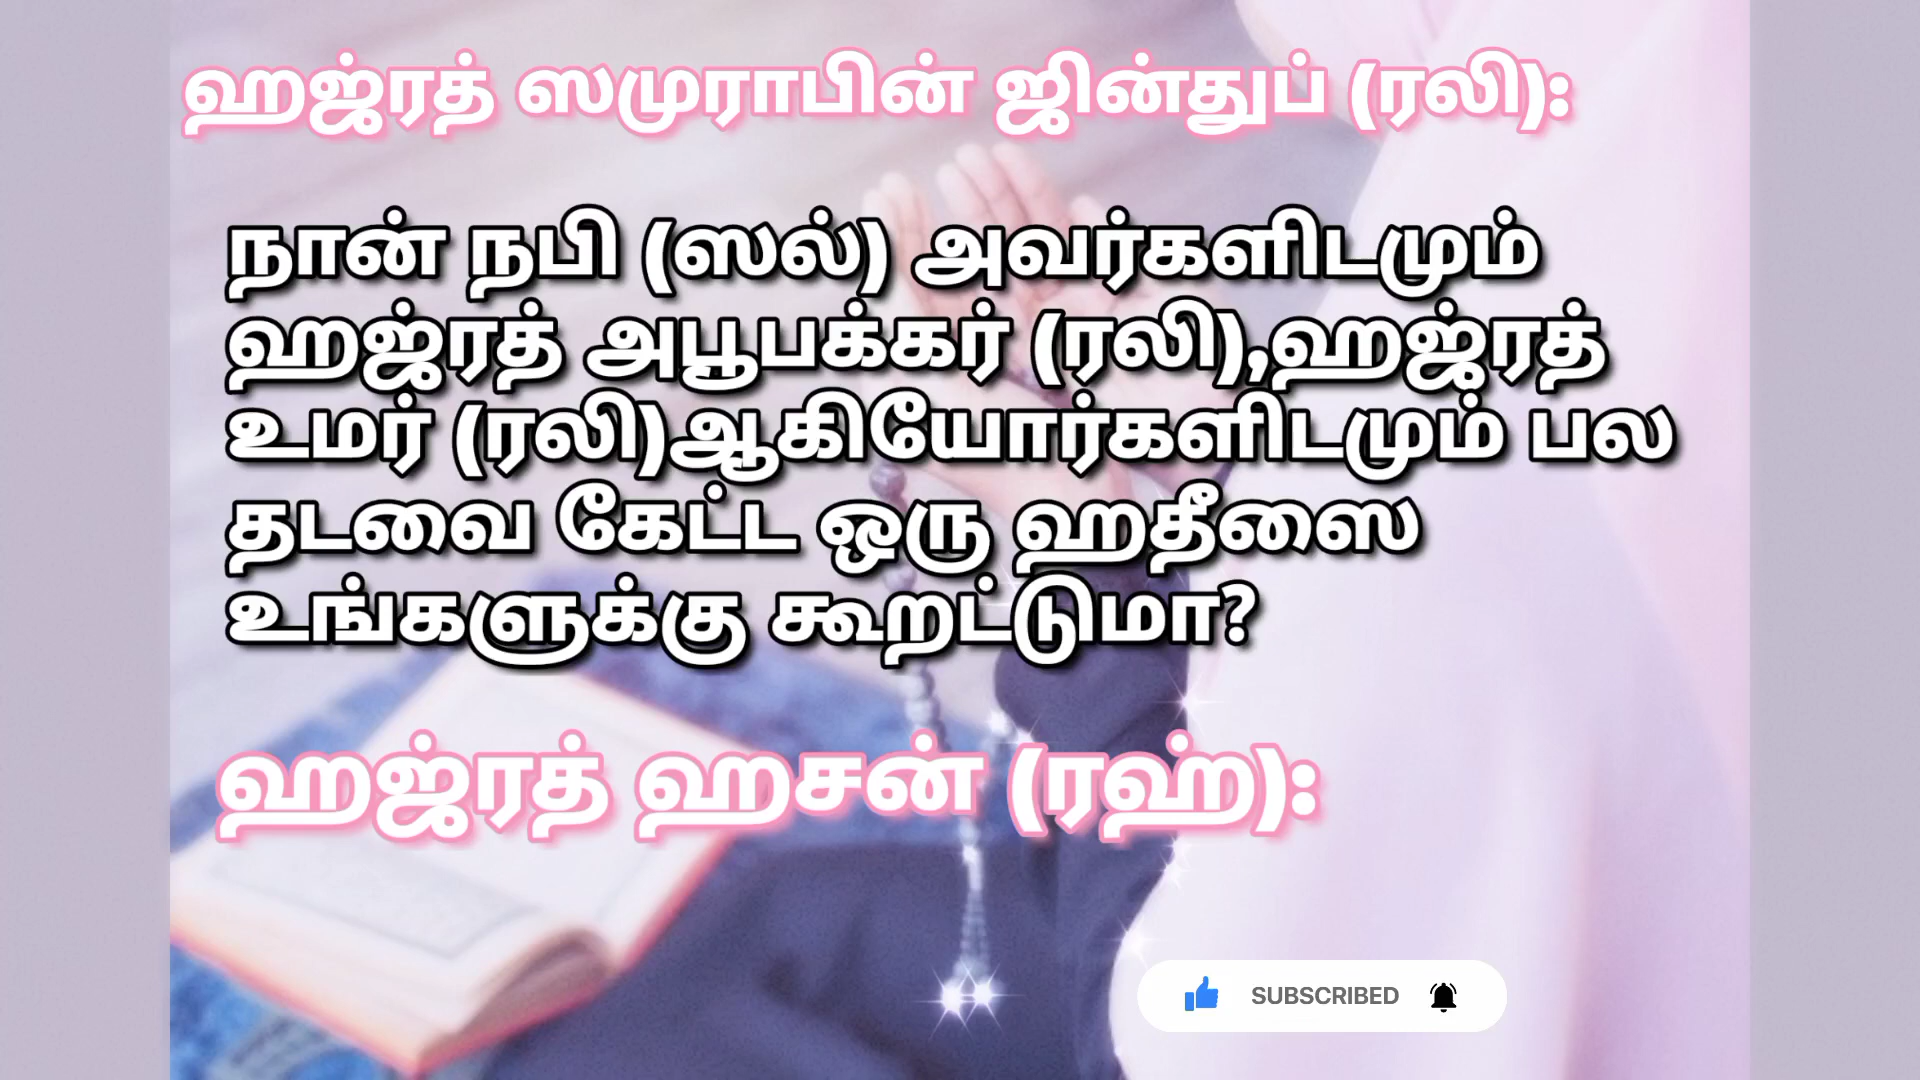 ஹஜ்ரத் ஸமுராபின் ஜின்துப் (ரலி):
நான் நபி (ஸல்) அவர்களிடமும்
ஹஜ்ரத் அபூபக்கர் (ரலி),ஹஜ்ரத்
உமர் (ரலி)ஆகியோர்களிடமும் பல
தடவை கேட்ட ஒரு ஹதீஸை
உங்களுக்கு கூறட்டுமா?
ஹஜ்ரத் ஹசன் (ரஹ்):
SUBSCRIBED